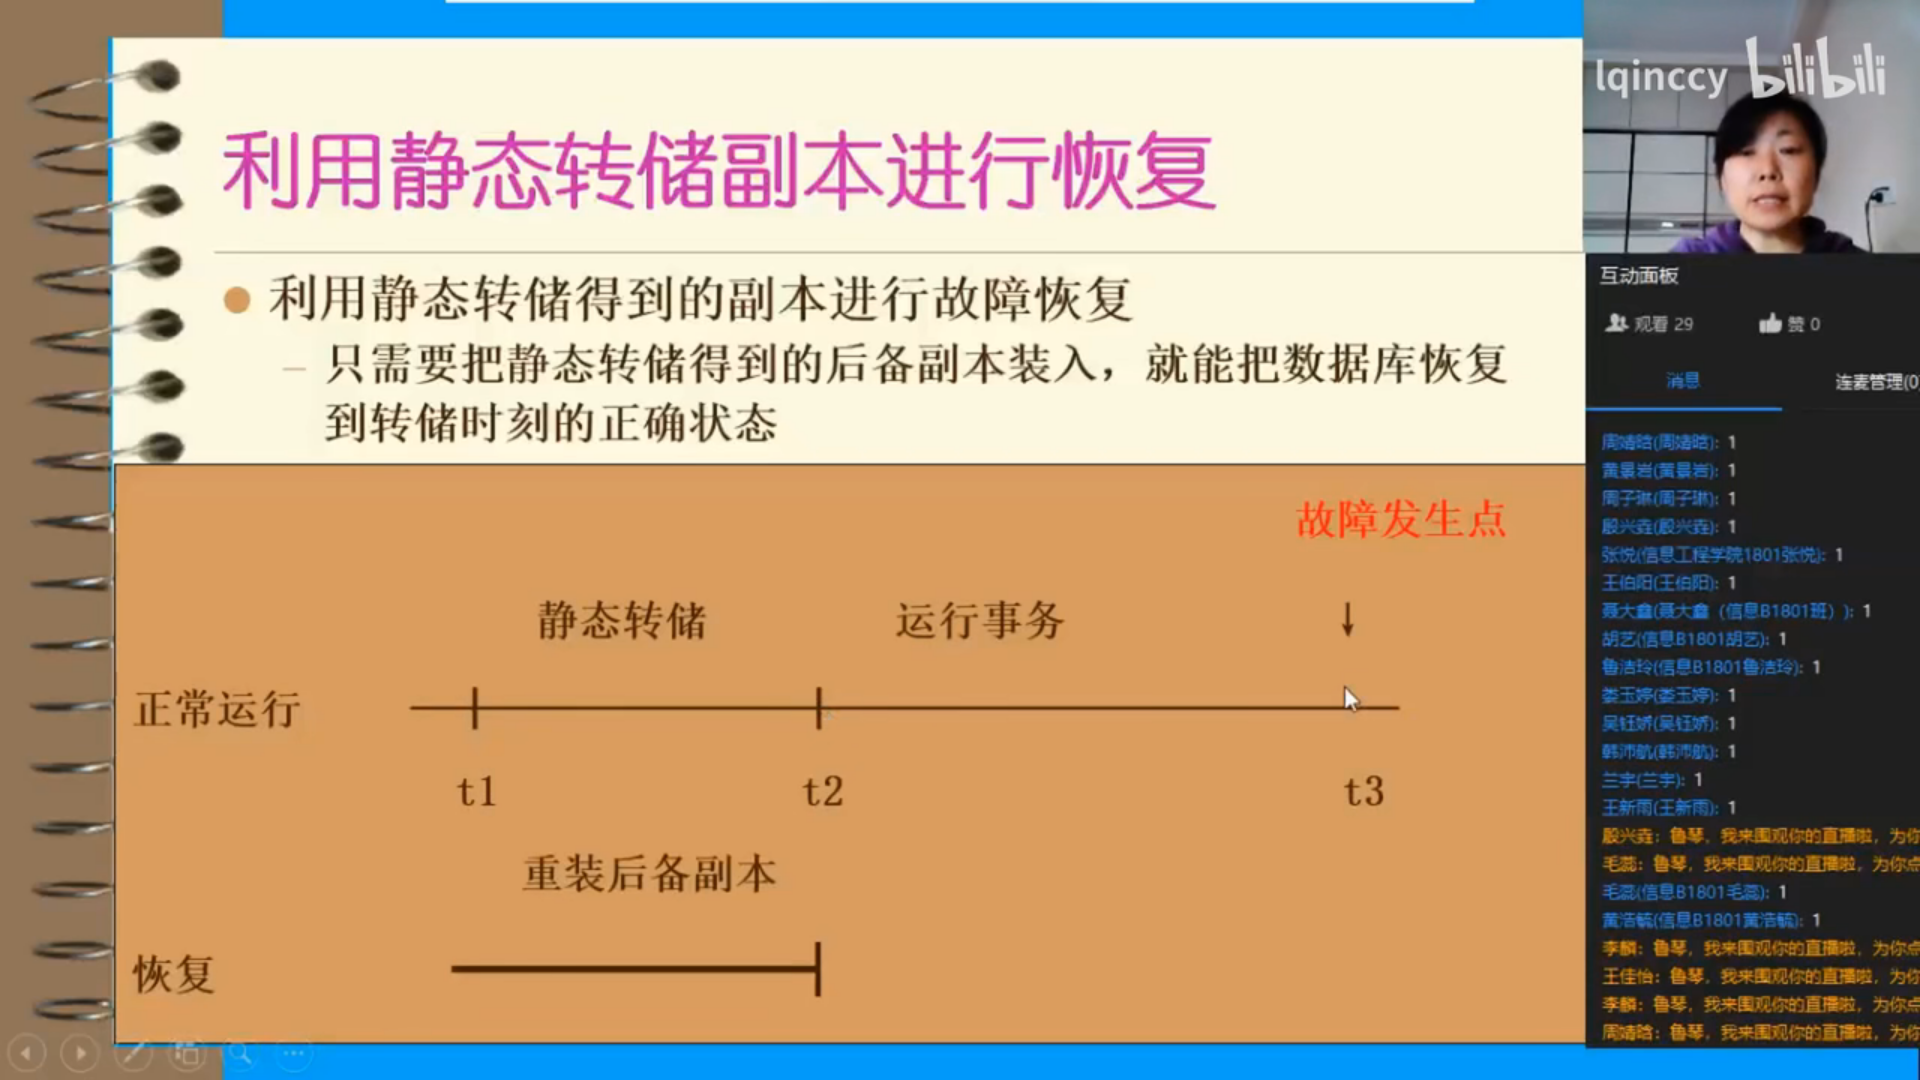 利用静态转储副本进行恢复
利用静态转储得到的副本进行故障恢复
只需要把静态转储得到的后备副本装入，就能把数据库恢复
到转储时刻的正确状态
故障发生点
静态转储
运行事务
↓
正常运行
t1
t2
t3
重装后备副本
恢复
lqinccy bilibili
互动面板
观看 29
赞 0
消息
连麦管理(0
周婧晗(周婧晗): 1
黄景岩(黄景岩): 1
周子琳(周子琳): 1
殷兴垚(殷兴垚): 1
张悦(信息工程学院1801张悦): 1
王伯阳(王伯阳): 1
聂大鑫(聂大鑫（信息B1801班）): 1
胡艺(信息B1801胡艺): 1
鲁洁玲(信息B1801鲁洁玲): 1
娄玉婷(娄玉婷): 1
吴钰娇(吴钰娇): 1
韩沛航(韩沛航): 1
兰宇(兰宇): 1
王新雨(王新雨): 1
殷兴垚: 鲁琴，我来围观你的直播啦，为你
毛蕊: 鲁琴，我来围观你的直播啦，为你点
毛蕊(信息B1801毛蕊): 1
黄浩毓(信息B1801黄浩毓): 1
李麟: 鲁琴，我来围观你的直播啦，为你点
王佳怡: 鲁琴，我来围观你的直播啦，为你
李麟: 鲁琴，我来围观你的直播啦，为你点
周婧晗: 鲁琴，我来围观你的直播啦，为你